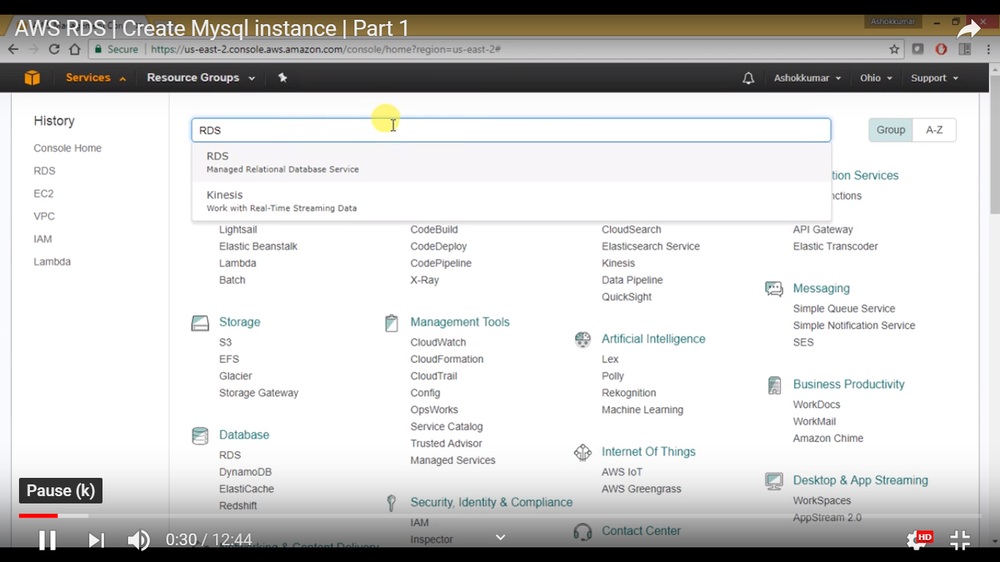 AWS RDS | Create Mysql instance | Part 1
Ashokkumar
Secure | https://us-east-2.console.aws.amazon.com/console/home?region=us-east-2#
Services Resource Groups Ashokkumar Ohio Support
History
Console Home
RDS
EC2
VPC
IAM
Lambda
RDS
Group A-Z
RDS
Managed Relational Database Service
Kinesis
Work with Real-Time Streaming Data
Lightsail
Elastic Beanstalk
Lambda
Batch
Storage
S3
EFS
Glacier
Storage Gateway
Database
RDS
DynamoDB
ElastiCache
Redshift
Networking & Content Delivery
CodeBuild
CodeDeploy
CodePipeline
X-Ray
Management Tools
CloudWatch
CloudFormation
CloudTrail
Config
OpsWorks
Service Catalog
Trusted Advisor
Managed Services
Security, Identity & Compliance
IAM
Inspector
CloudSearch
Elasticsearch Service
Kinesis
Data Pipeline
QuickSight
Artificial Intelligence
Lex
Polly
Rekognition
Machine Learning
Internet Of Things
AWS IoT
AWS Greengrass
Contact Center
tion Services
nctions
API Gateway
Elastic Transcoder
Messaging
Simple Queue Service
Simple Notification Service
SES
Business Productivity
WorkDocs
WorkMail
Amazon Chime
Desktop & App Streaming
WorkSpaces
AppStream 2.0
Pause (k)
0:30 / 12:44
HD